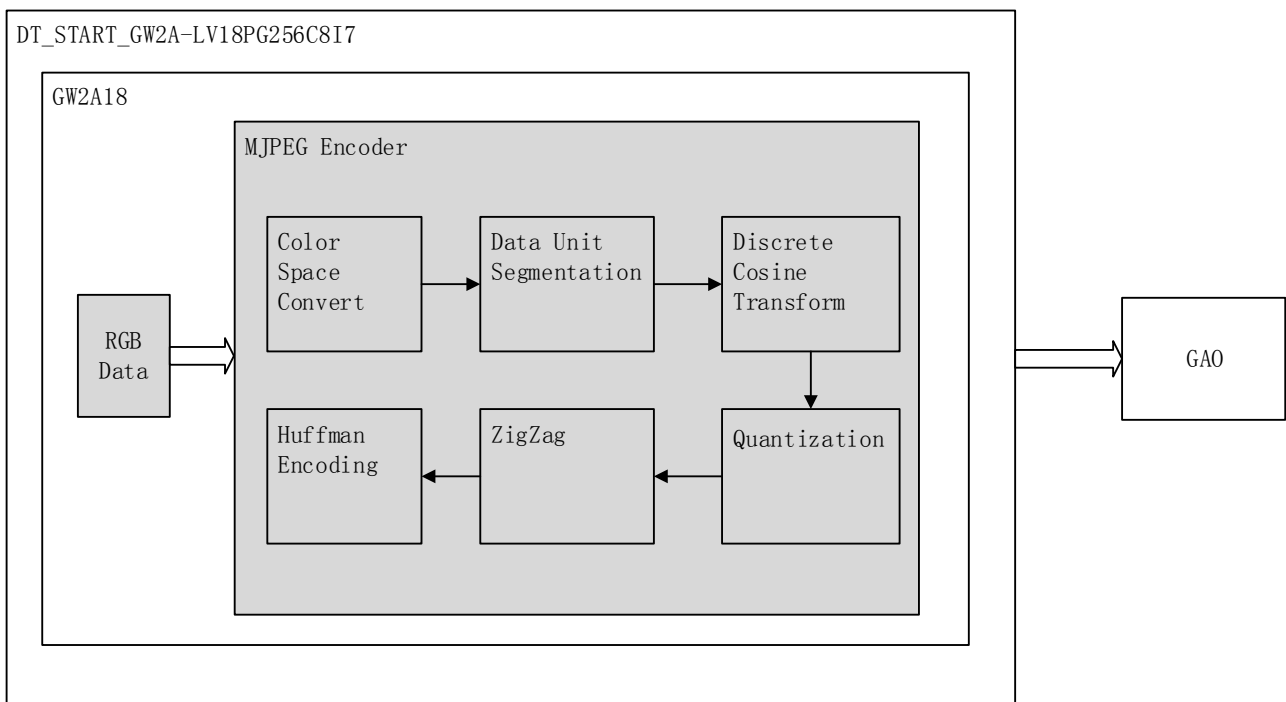 DT_START_GW2A-LV18PG256C8I7
GW2A18
MJPEG Encoder
Color
Space
Convert
Data Unit
Segmentation
Discrete
Cosine
Transform
RGB
Data
GAO
Huffman
Encoding
ZigZag
Quantization